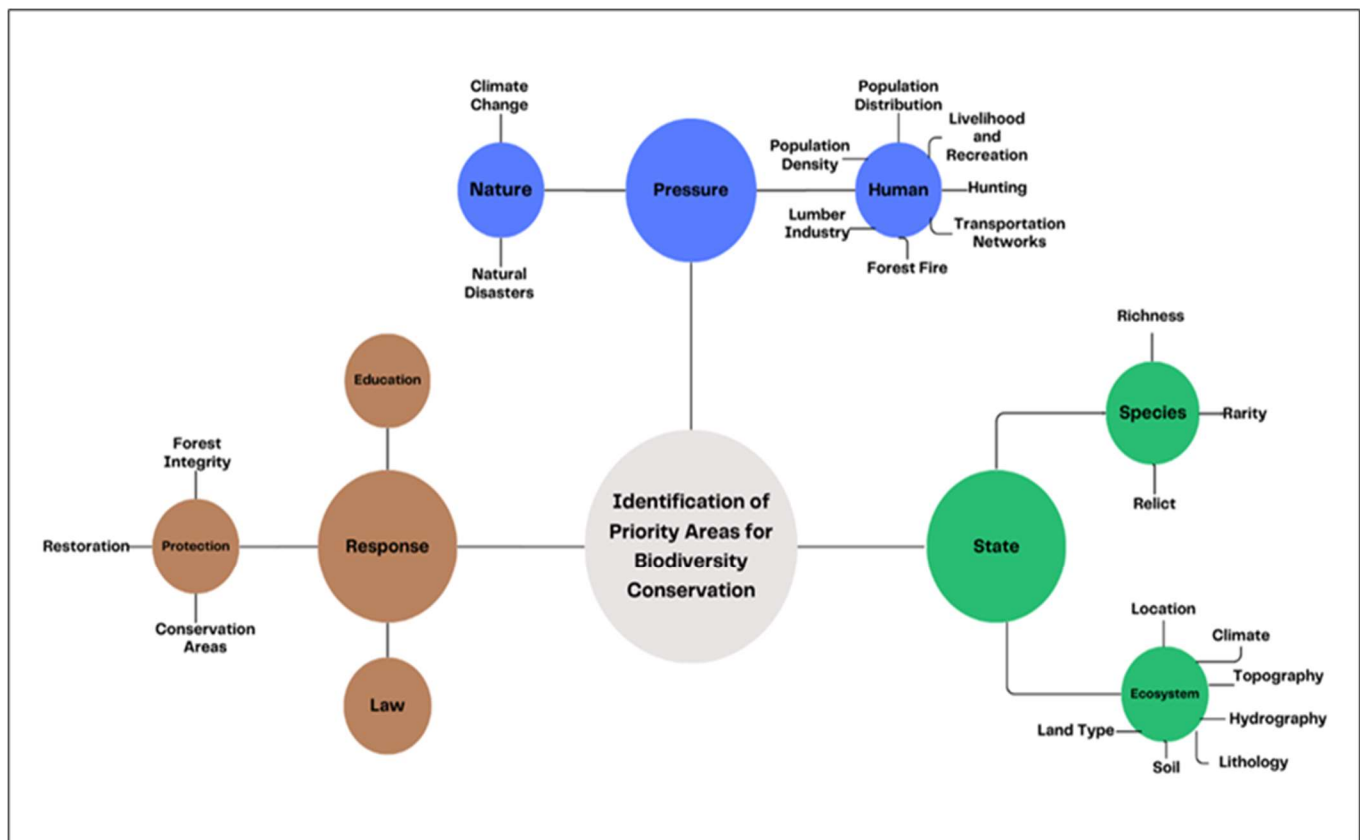 Climate
Change
Nature
Natural
Disasters
Pressure
Population
Distribution
Population
Density
Livelihood
and
Recreation
Human
Hunting
Lumber
Industry
Transportation
Networks
Forest Fire
Education
Forest
Integrity
Restoration
Protection
Conservation
Areas
Response
Law
Identification of
Priority Areas for
Biodiversity
Conservation
State
Richness
Species
Rarity
Relict
Location
Climate
Ecosystem
Topography
Hydrography
Land Type
Soil
Lithology